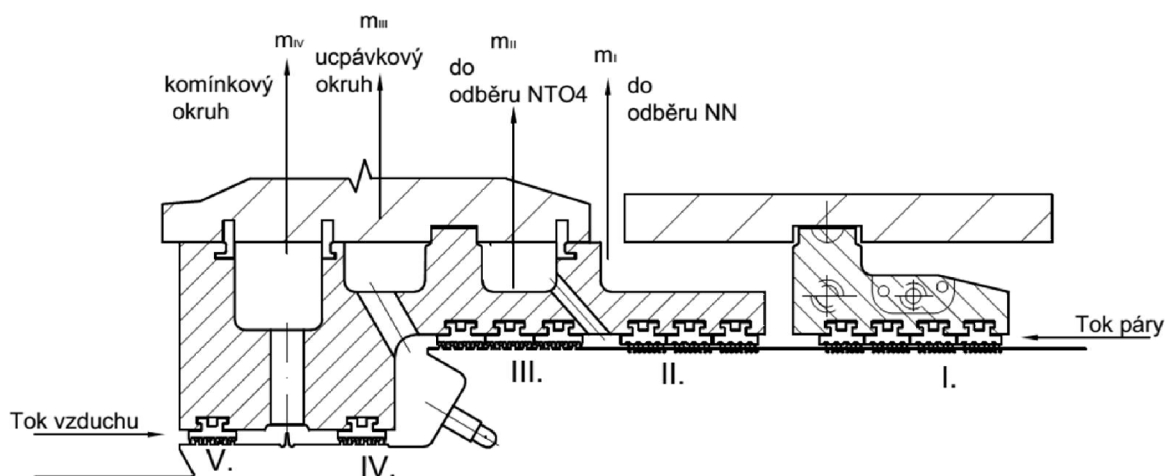 mIV
komínkový
okruh
mIII
ucpávkový
okruh
mII
do
odběru NTO4
mI
do
odběru NN
Tok páry
I.
II.
III.
IV.
V.
Tok vzduchu